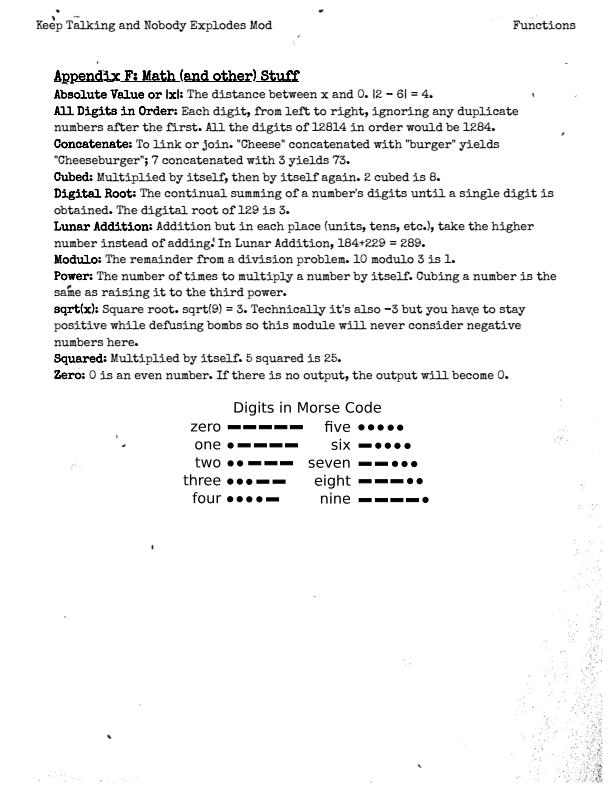 Keep Talking and Nobody Explodes Mod Functions
Appendix F: Math (and other) Stuff
Absolute Value or |x|: The distance between x and 0. |2 - 6| = 4.
All Digits in Order: Each digit, from left to right, ignoring any duplicate
numbers after the first. All the digits of 12814 in order would be 1284.
Concatenate: To link or join. "Cheese" concatenated with "burger" yields
"Cheeseburger"; 7 concatenated with 3 yields 73.
Cubed: Multiplied by itself, then by itself again. 2 cubed is 8.
Digital Root: The continual summing of a number's digits until a single digit is
obtained. The digital root of 129 is 3.
Lunar Addition: Addition but in each place (units, tens, etc.), take the higher
number instead of adding. In Lunar Addition, 184+229 = 289.
Modulo: The remainder from a division problem. 10 modulo 3 is 1.
Power: The number of times to multiply a number by itself. Cubing a number is the
same as raising it to the third power.
sqrt(x): Square root. sqrt(9) = 3. Technically it's also -3 but you have to stay
positive while defusing bombs so this module will never consider negative
numbers here.
Squared: Multiplied by itself. 5 squared is 25.
Zero: 0 is an even number. If there is no output, the output will become 0.
Digits in Morse Code
zero ▬▬▬▬▬ five ●●●●●
one ●▬▬▬▬ six ▬●●●●
two ●●▬▬▬ seven ▬▬●●●
three ●●●▬▬ eight ▬▬▬●●
four ●●●●▬ nine ▬▬▬▬●